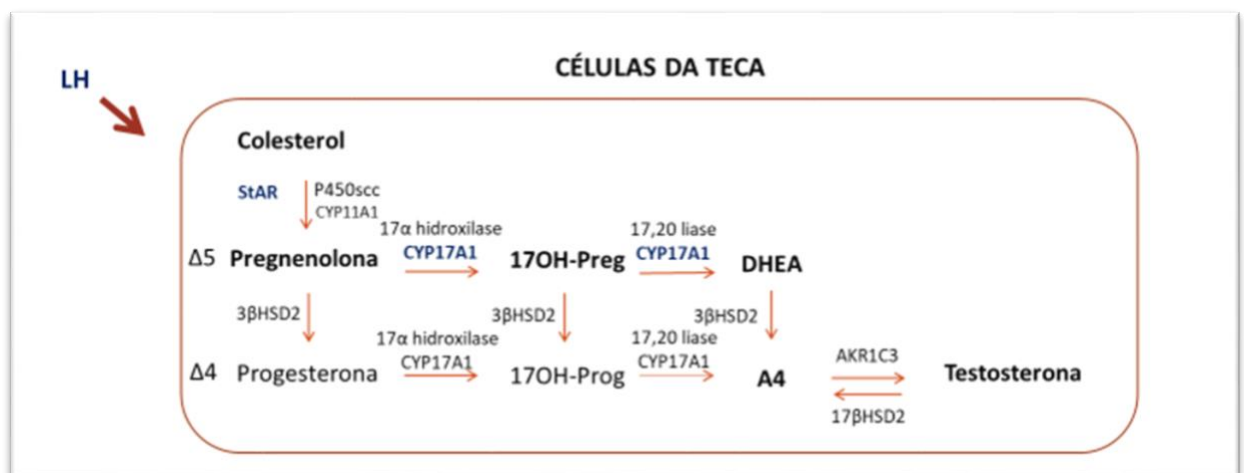 CÉLULAS DA TECA
LH
Colesterol
StAR
P450scc
CYP11A1
17α hidroxilase
17,20 liase
Δ5 Pregnenolona
CYP17A1
17OH-Preg
CYP17A1
DHEA
3βHSD2
3βHSD2
3βHSD2
17α hidroxilase
17,20 liase
Δ4 Progesterona
CYP17A1
17OH-Prog
CYP17A1
A4
AKR1C3
Testosterona
17βHSD2